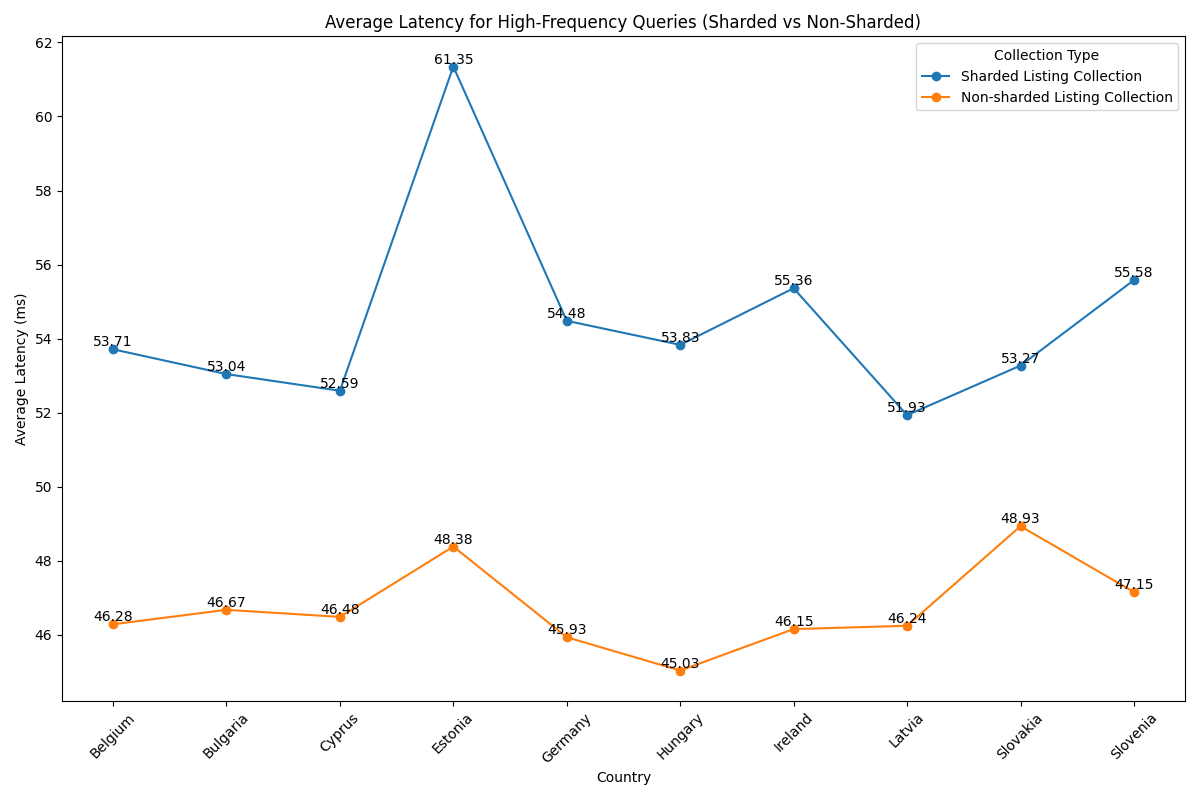 Average Latency for High-Frequency Queries (Sharded vs Non-Sharded)
Collection Type
Sharded Listing Collection
Non-sharded Listing Collection
Average Latency (ms)
62
60
58
56
54
52
50
48
46
53.71
53.04
52.59
61.35
54.48
53.83
55.36
51.93
53.27
55.58
46.28
46.67
46.48
48.38
45.93
45.03
46.15
46.24
48.93
47.15
Belgium
Bulgaria
Cyprus
Estonia
Germany
Hungary
Ireland
Latvia
Slovakia
Slovenia
Country